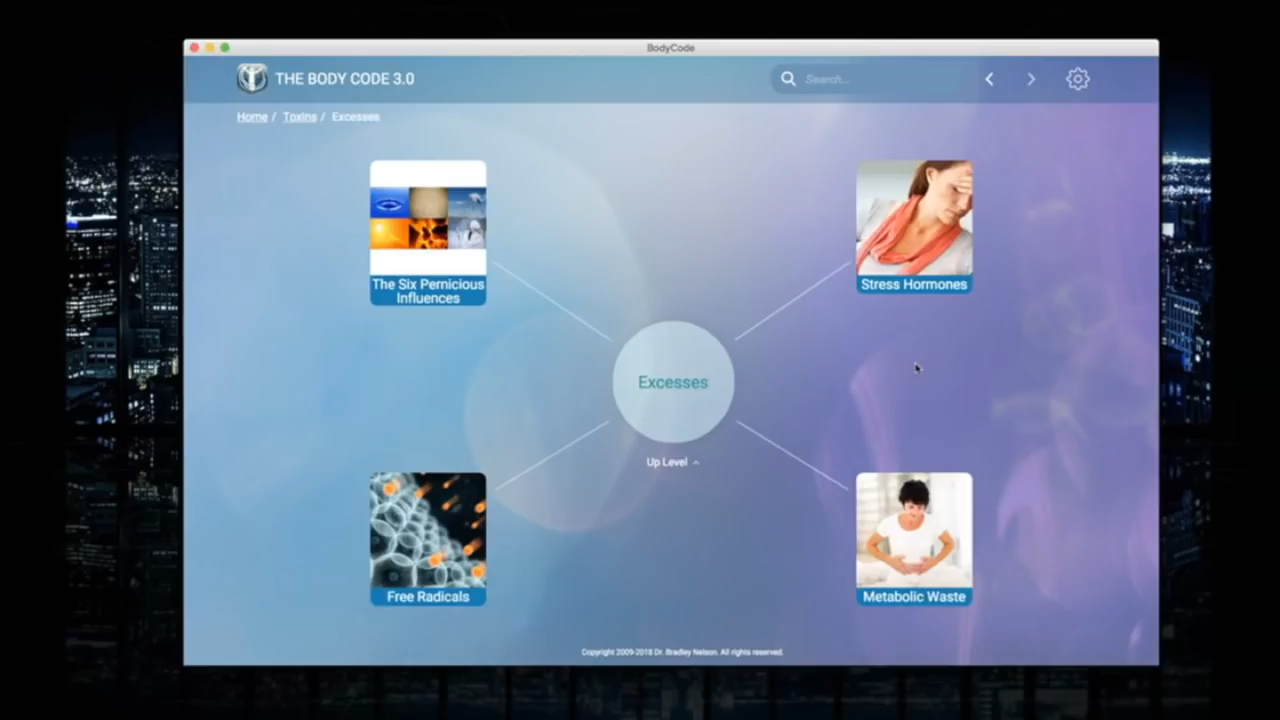 BodyCode
THE BODY CODE 3.0
Search...
Home / Toxins / Excesses
The Six Pernicious
Influences
Stress Hormones
Excesses
Up Level
Free Radicals
Metabolic Waste
Copyright 2009-2018 Dr. Bradley Nelson. All rights reserved.